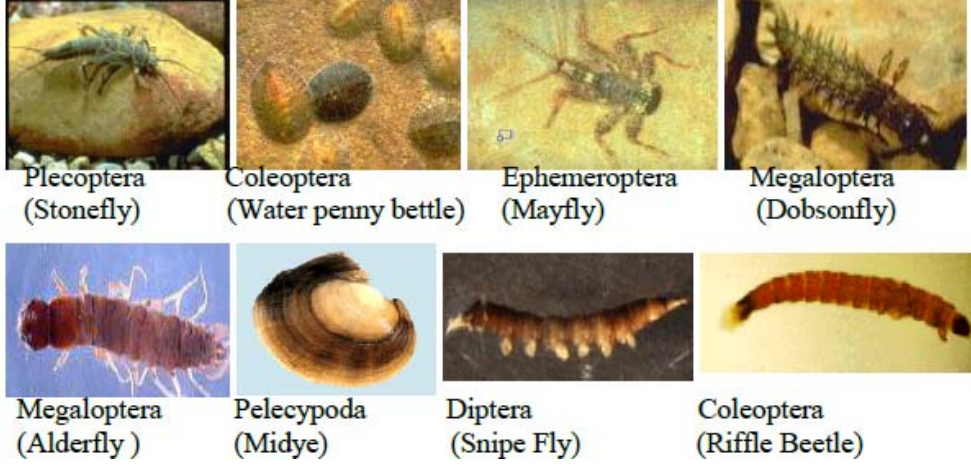 Plecoptera
(Stonefly)
Coleoptera
(Water penny bettle)
Ephemeroptera
(Mayfly)
Megaloptera
(Dobsonfly)
Megaloptera
(Alderfly )
Pelecypoda
(Midye)
Diptera
(Snipe Fly)
Coleoptera
(Riffle Beetle)